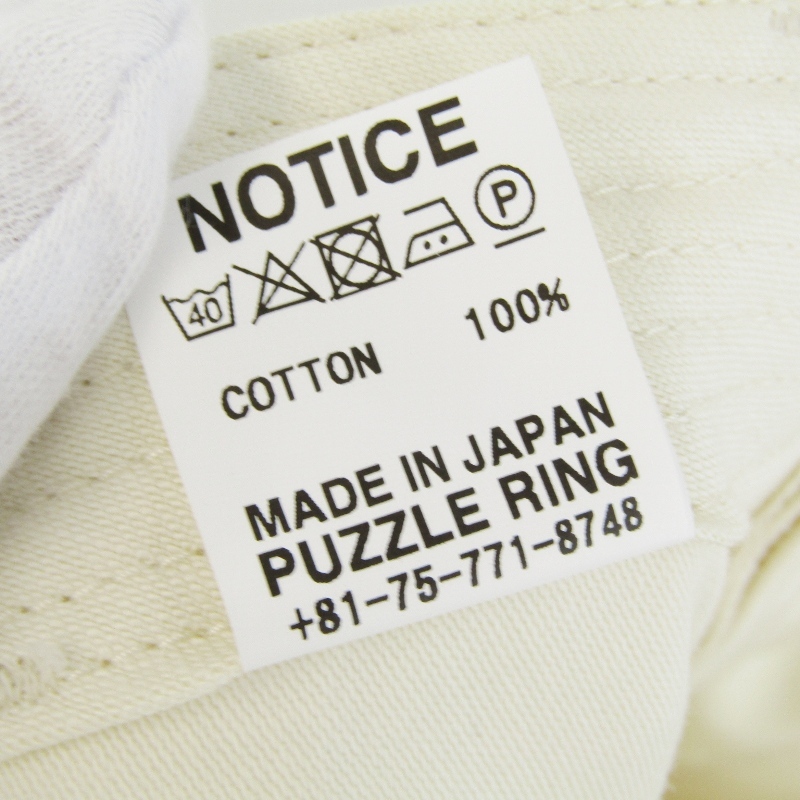 NOTICE
40 P
COTTON 100%
MADE IN JAPAN
PUZZLE RING
+81-75-771-8748